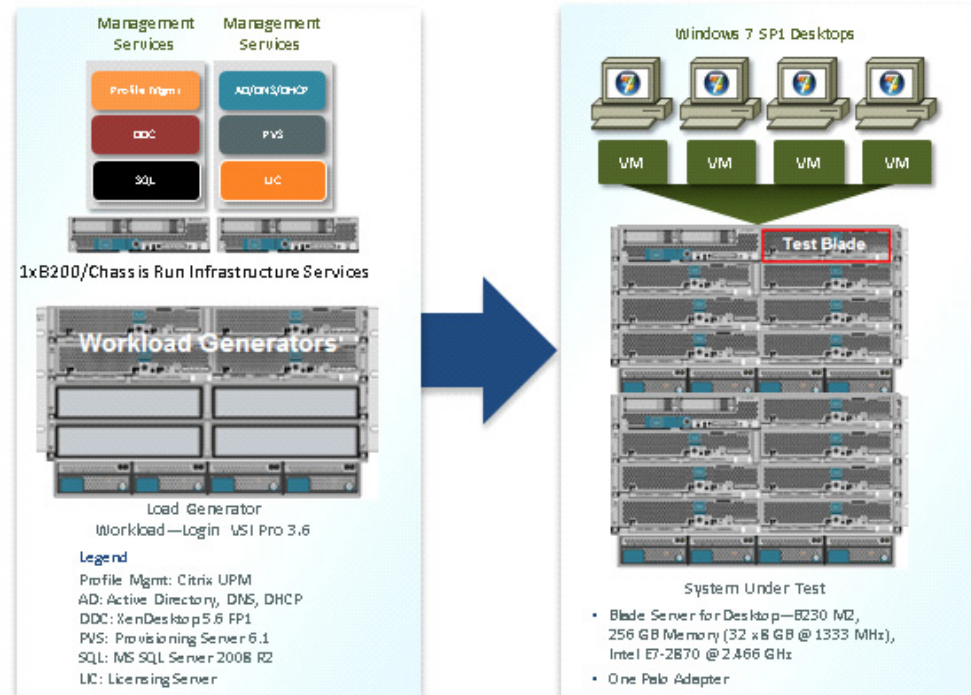 Management
Services
Management
Services
Profile Mgmt
AD/DNS/DHCP
DDC
PVS
SQL
LIC
1xB200/Chassis Run Infrastructure Services
Workload Generators
Load Generator
Workload—Login VSI Pro 3.6
Legend
Profile Mgmt: Citrix UPM
AD: Active Directory, DNS, DHCP
DDC: XenDesktop 5.6 FP1
PVS: Provisioning Server 6.1
SQL: MS SQL Server 2008 R2
LIC: Licensing Server
Windows 7 SP1 Desktops
VM
VM
VM
VM
Test Blade
System Under Test
• Blade Server for Desktop—B230 M2,
256 GB Memory (32 x 8 GB @ 1333 MHz),
Intel E7-2870 @ 2.466 GHz
• One Palo Adapter